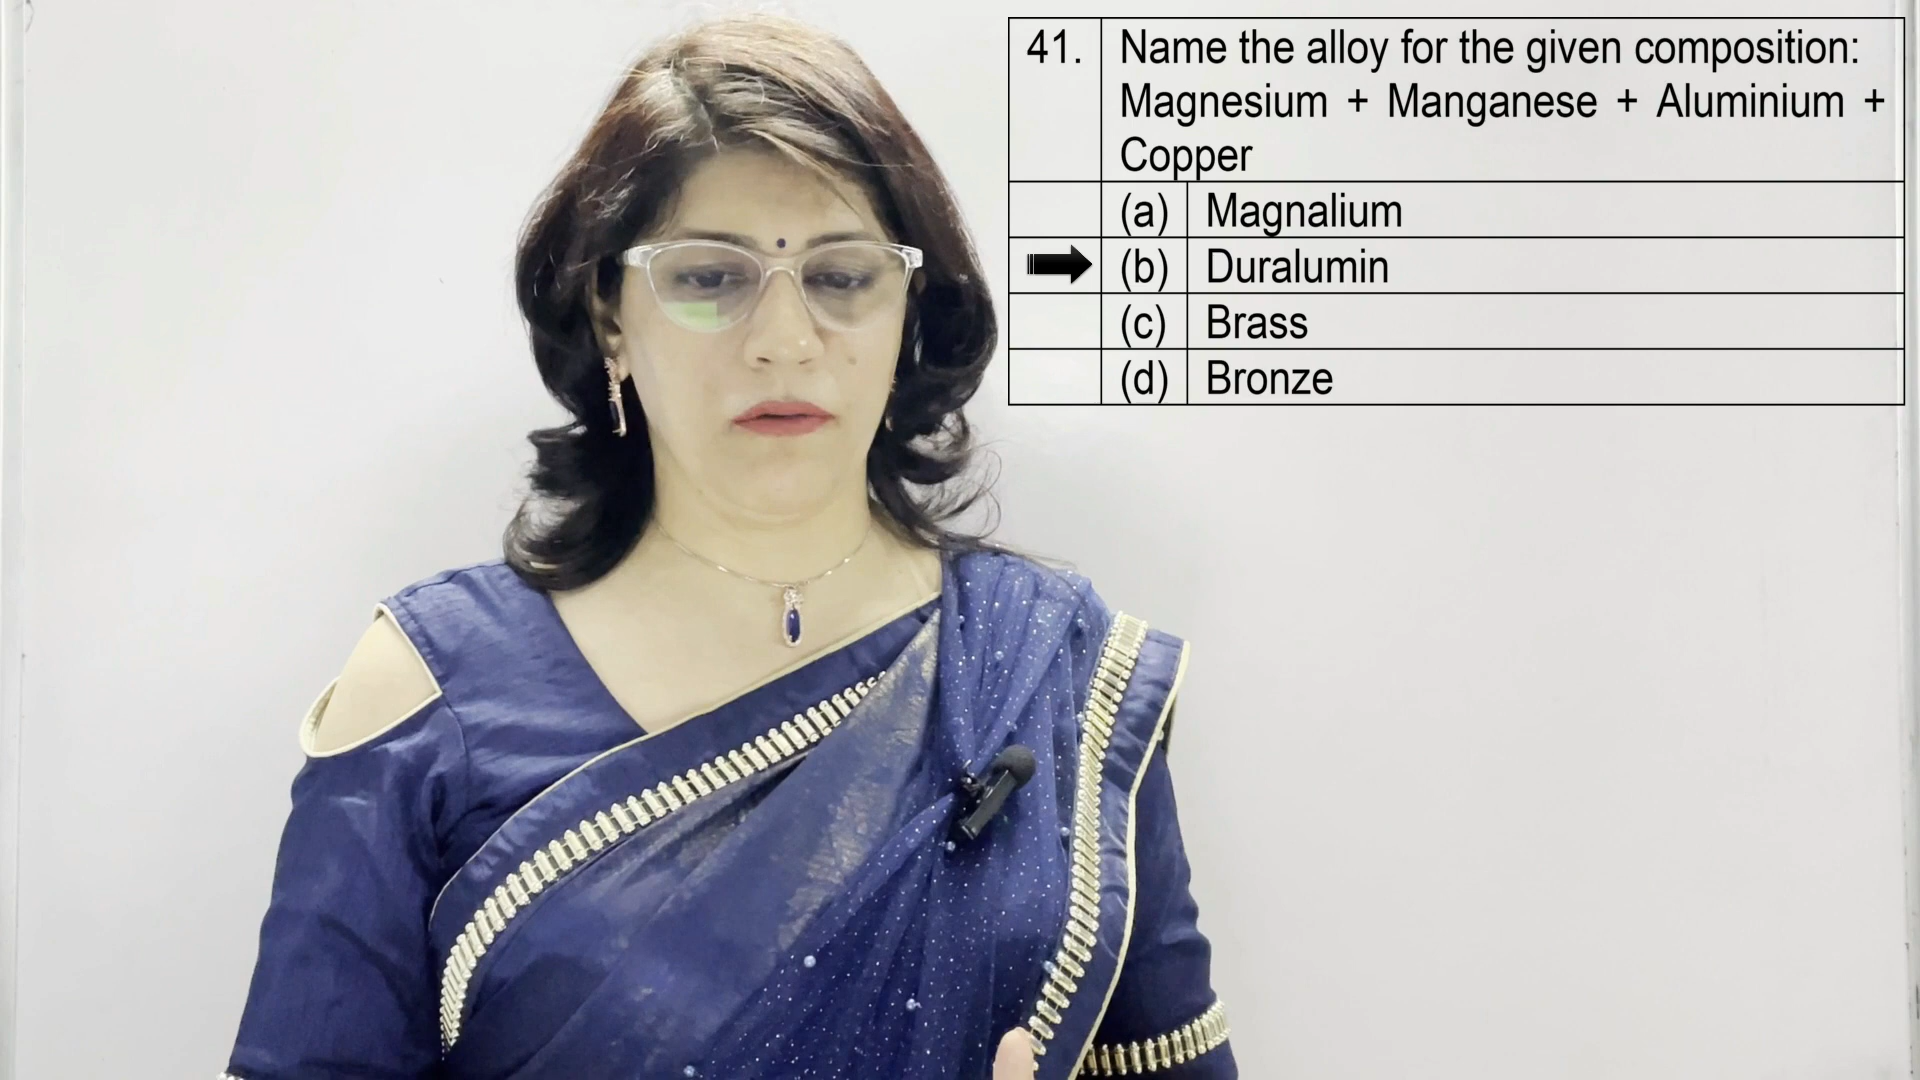 41. Name the alloy for the given composition:
Magnesium + Manganese + Aluminium +
Copper
(a) Magnalium
(b) Duralumin
(c) Brass
(d) Bronze